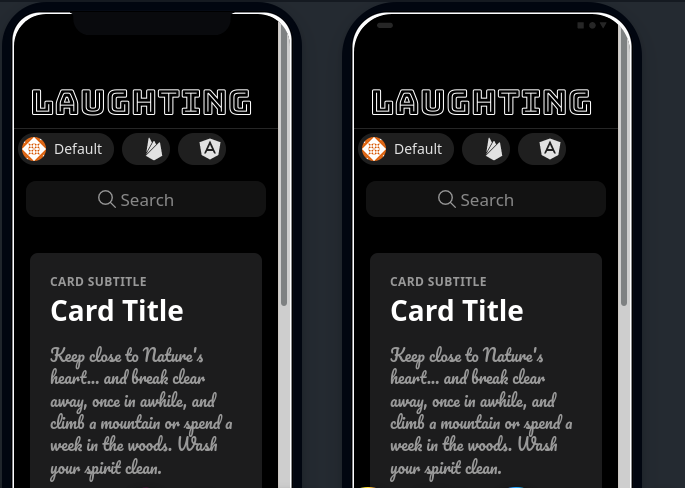 LAUGHTING
Default
Search
CARD SUBTITLE
Card Title
Keep close to Nature's
heart... and break clear
away, once in awhile, and
climb a mountain or spend a
week in the woods. Wash
your spirit clean.
LAUGHTING
Default
Search
CARD SUBTITLE
Card Title
Keep close to Nature's
heart... and break clear
away, once in awhile, and
climb a mountain or spend a
week in the woods. Wash
your spirit clean.